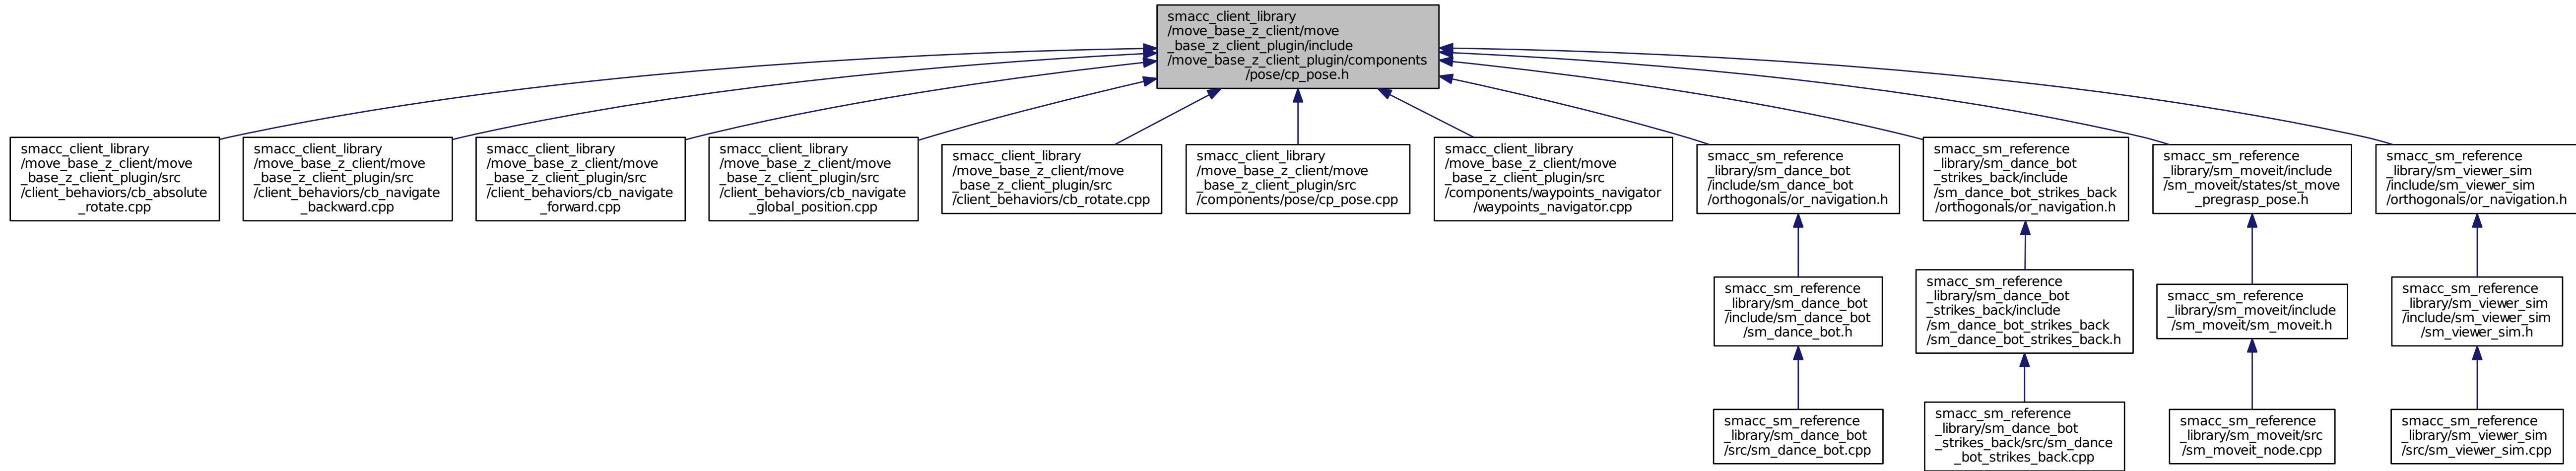 smacc_client_library
/move_base_z_client/move
_base_z_client_plugin/include
/move_base_z_client_plugin/components
/pose/cp_pose.h
smacc_client_library
/move_base_z_client/move
_base_z_client_plugin/src
/client_behaviors/cb_absolute
_rotate.cpp
smacc_client_library
/move_base_z_client/move
_base_z_client_plugin/src
/client_behaviors/cb_navigate
_backward.cpp
smacc_client_library
/move_base_z_client/move
_base_z_client_plugin/src
/client_behaviors/cb_navigate
_forward.cpp
smacc_client_library
/move_base_z_client/move
_base_z_client_plugin/src
/client_behaviors/cb_navigate
_global_position.cpp
smacc_client_library
/move_base_z_client/move
_base_z_client_plugin/src
/client_behaviors/cb_rotate.cpp
smacc_client_library
/move_base_z_client/move
_base_z_client_plugin/src
/components/pose/cp_pose.cpp
smacc_client_library
/move_base_z_client/move
_base_z_client_plugin/src
/components/waypoints_navigator
/waypoints_navigator.cpp
smacc_sm_reference
_library/sm_dance_bot
/include/sm_dance_bot
/orthogonals/or_navigation.h
smacc_sm_reference
_library/sm_dance_bot
_strikes_back/include
/sm_dance_bot_strikes_back
/orthogonals/or_navigation.h
smacc_sm_reference
_library/sm_moveit/include
/sm_moveit/states/st_move
_pregrasp_pose.h
smacc_sm_reference
_library/sm_viewer_sim
/include/sm_viewer_sim
/orthogonals/or_navigation.h
smacc_sm_reference
_library/sm_dance_bot
/include/sm_dance_bot
/sm_dance_bot.h
smacc_sm_reference
_library/sm_dance_bot
_strikes_back/include
/sm_dance_bot_strikes_back
/sm_dance_bot_strikes_back.h
smacc_sm_reference
_library/sm_moveit/include
/sm_moveit/sm_moveit.h
smacc_sm_reference
_library/sm_viewer_sim
/include/sm_viewer_sim
/sm_viewer_sim.h
smacc_sm_reference
_library/sm_dance_bot
/src/sm_dance_bot.cpp
smacc_sm_reference
_library/sm_dance_bot
_strikes_back/src/sm_dance
_bot_strikes_back.cpp
smacc_sm_reference
_library/sm_moveit/src
/sm_moveit_node.cpp
smacc_sm_reference
_library/sm_viewer_sim
/src/sm_viewer_sim.cpp